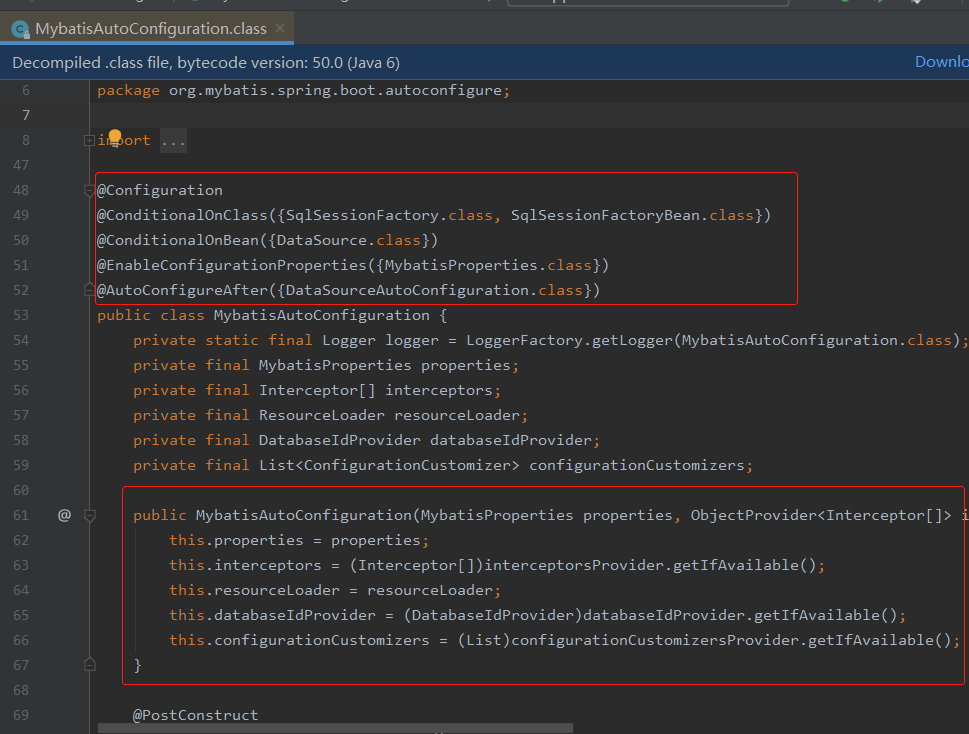 MybatisAutoConfiguration.class
Decompiled .class file, bytecode version: 50.0 (Java 6) Downlo
6 package org.mybatis.spring.boot.autoconfigure;
7
8 import ...
47
48 @Configuration
49 @ConditionalOnClass({SqlSessionFactory.class, SqlSessionFactoryBean.class})
50 @ConditionalOnBean({DataSource.class})
51 @EnableConfigurationProperties({MybatisProperties.class})
52 @AutoConfigureAfter({DataSourceAutoConfiguration.class})
53 public class MybatisAutoConfiguration {
54 private static final Logger logger = LoggerFactory.getLogger(MybatisAutoConfiguration.class);
55 private final MybatisProperties properties;
56 private final Interceptor[] interceptors;
57 private final ResourceLoader resourceLoader;
58 private final DatabaseIdProvider databaseIdProvider;
59 private final List<ConfigurationCustomizer> configurationCustomizers;
60
61 @ public MybatisAutoConfiguration(MybatisProperties properties, ObjectProvider<Interceptor[]> i
62 this.properties = properties;
63 this.interceptors = (Interceptor[])interceptorsProvider.getIfAvailable();
64 this.resourceLoader = resourceLoader;
65 this.databaseIdProvider = (DatabaseIdProvider)databaseIdProvider.getIfAvailable();
66 this.configurationCustomizers = (List)configurationCustomizersProvider.getIfAvailable();
67 }
68
69 @PostConstruct